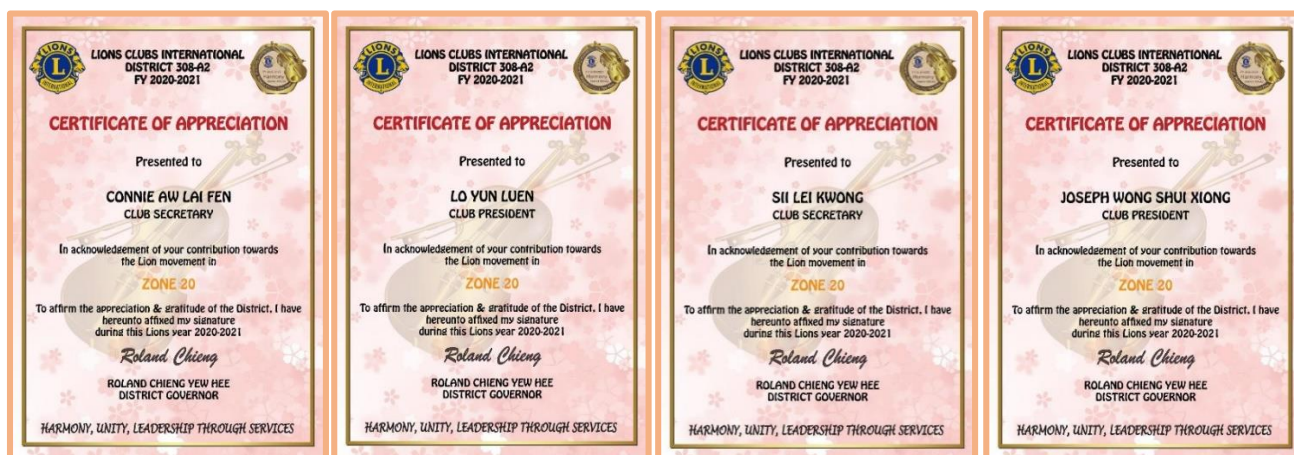 LIONS INTERNATIONAL
L
LIONS CLUBS INTERNATIONAL
DISTRICT 308-A2
FY 2020-2021
CERTIFICATE OF APPRECIATION
Presented to
CONNIE AW LAI FEN
CLUB SECRETARY
In acknowledgement of your contribution towards
the Lion movement in
ZONE 20
To affirm the appreciation & gratitude of the District, I have
hereunto affixed my signature
during this Lions year 2020-2021
Roland Chieng
ROLAND CHIENG YEW HEE
DISTRICT GOVERNOR
HARMONY, UNITY, LEADERSHIP THROUGH SERVICES
LIONS INTERNATIONAL
L
LIONS CLUBS INTERNATIONAL
DISTRICT 308-A2
FY 2020-2021
CERTIFICATE OF APPRECIATION
Presented to
LO YUN LUEN
CLUB PRESIDENT
In acknowledgement of your contribution towards
the Lion movement in
ZONE 20
To affirm the appreciation & gratitude of the District, I have
hereunto affixed my signature
during this Lions year 2020-2021
Roland Chieng
ROLAND CHIENG YEW HEE
DISTRICT GOVERNOR
HARMONY, UNITY, LEADERSHIP THROUGH SERVICES
LIONS INTERNATIONAL
L
LIONS CLUBS INTERNATIONAL
DISTRICT 308-A2
FY 2020-2021
CERTIFICATE OF APPRECIATION
Presented to
SII LEI KWONG
CLUB SECRETARY
In acknowledgement of your contribution towards
the Lion movement in
ZONE 20
To affirm the appreciation & gratitude of the District, I have
hereunto affixed my signature
during this Lions year 2020-2021
Roland Chieng
ROLAND CHIENG YEW HEE
DISTRICT GOVERNOR
HARMONY, UNITY, LEADERSHIP THROUGH SERVICES
LIONS INTERNATIONAL
L
LIONS CLUBS INTERNATIONAL
DISTRICT 308-A2
FY 2020-2021
CERTIFICATE OF APPRECIATION
Presented to
JOSEPH WONG SHUI XIONG
CLUB PRESIDENT
In acknowledgement of your contribution towards
the Lion movement in
ZONE 20
To affirm the appreciation & gratitude of the District, I have
hereunto affixed my signature
during this Lions year 2020-2021
Roland Chieng
ROLAND CHIENG YEW HEE
DISTRICT GOVERNOR
HARMONY, UNITY, LEADERSHIP THROUGH SERVICES